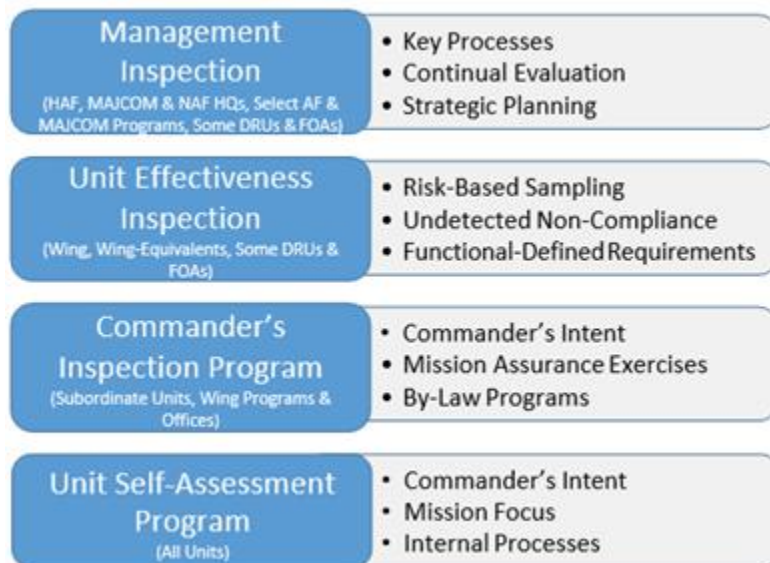 Management
Inspection
(HAF, MAJCOM & NAF HQs, Select AF &
MAJCOM Programs, Some DRUs & FOAs)
• Key Processes
• Continual Evaluation
• Strategic Planning
Unit Effectiveness
Inspection
(Wing, Wing-Equivalents, Some DRUs &
FOAs)
• Risk-Based Sampling
• Undetected Non-Compliance
• Functional-Defined Requirements
Commander's
Inspection Program
(Subordinate Units, Wing Programs &
Offices)
• Commander's Intent
• Mission Assurance Exercises
• By-Law Programs
Unit Self-Assessment
Program
(All Units)
• Commander's Intent
• Mission Focus
• Internal Processes